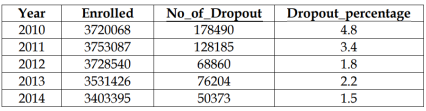 Year Enrolled No_of_Dropout Dropout_percentage
2010 3720068 178490 4.8
2011 3753087 128185 3.4
2012 3728540 68860 1.8
2013 3531426 76204 2.2
2014 3403395 50373 1.5